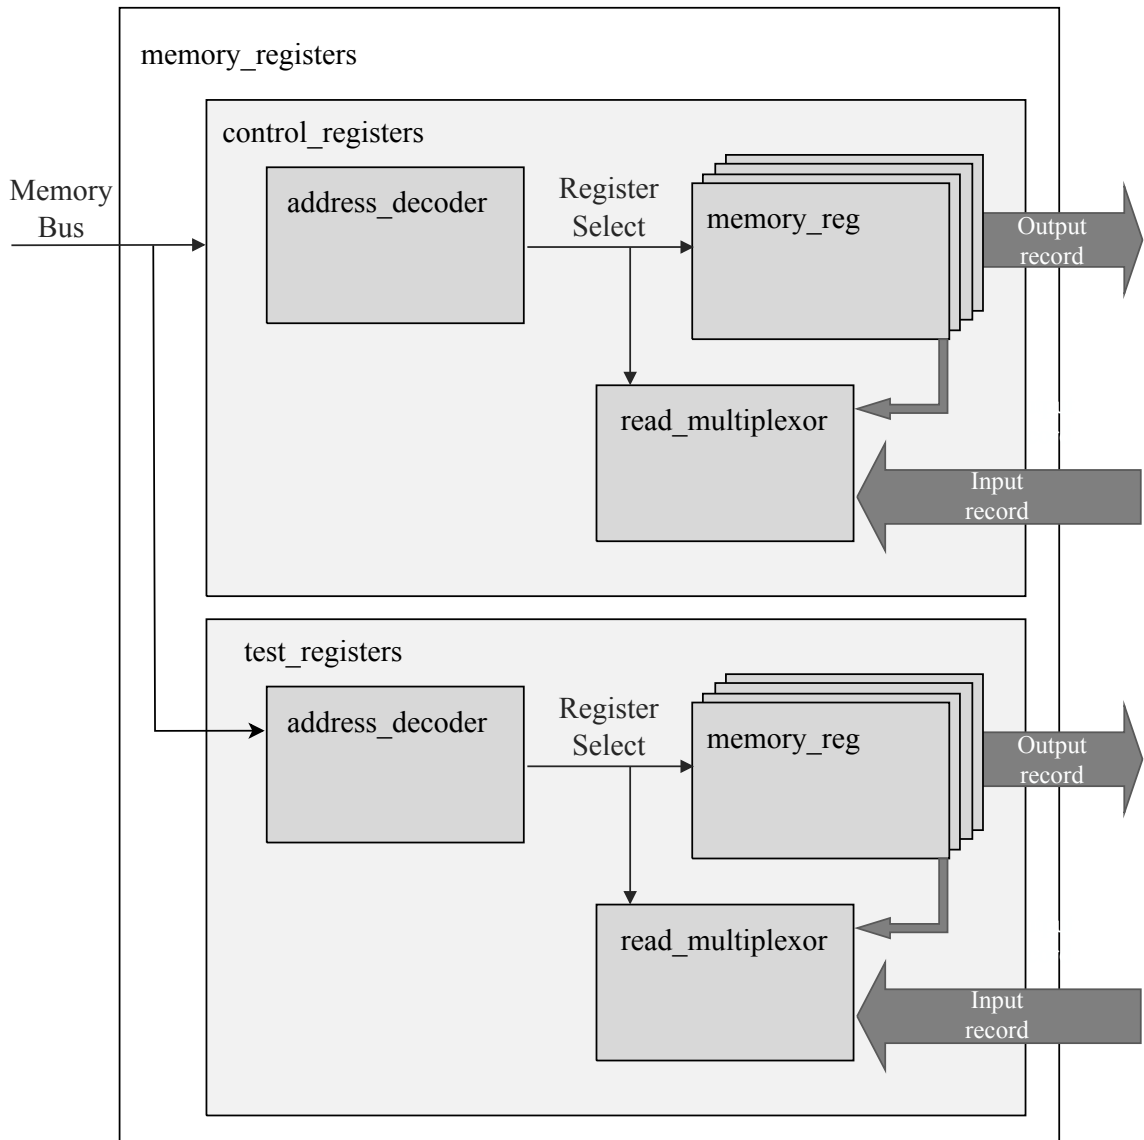 memory_registers
control_registers
Memory
Bus
address_decoder
Register
Select
memory_reg
Output
record
read_multiplexor
Input
record
test_registers
address_decoder
Register
Select
memory_reg
Output
record
read_multiplexor
Input
record